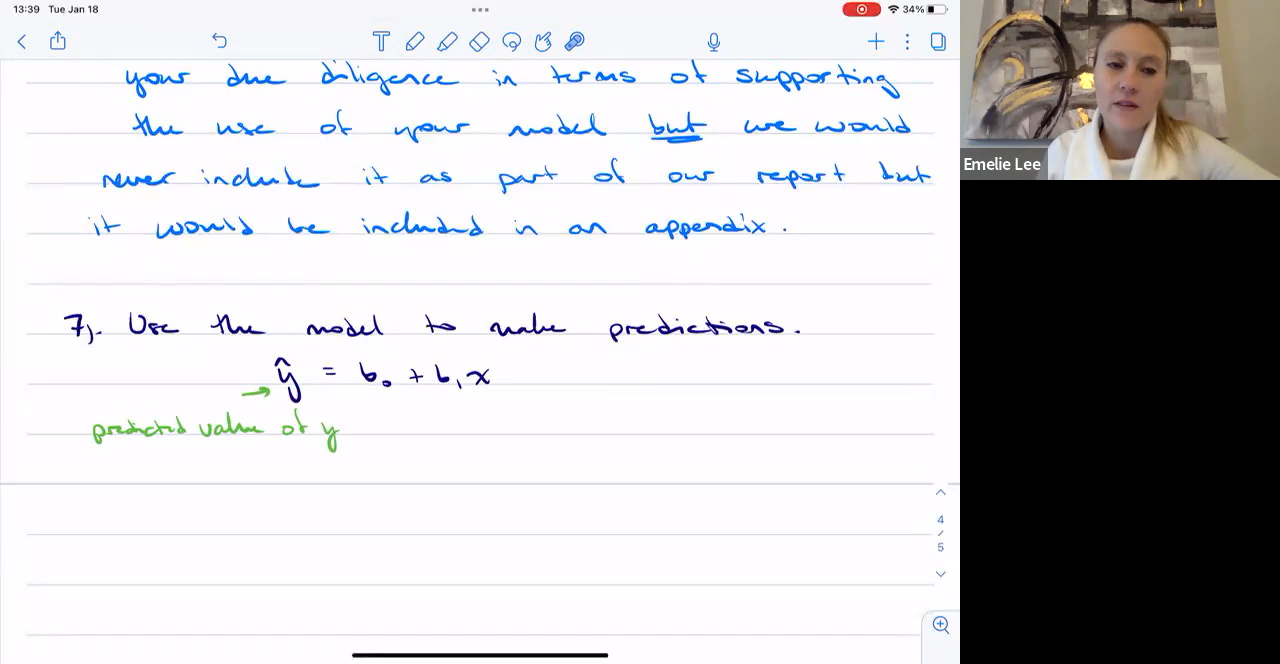 13:39 Tue Jan 18
34%
T
Emelie Lee
your due diligence in terms of supporting
the use of your model but we would
never include it as part of our report but
it would be included in an appendix.
7). Use the model to make predictions.
ŷ = b₀ + b₁x
→
predicted value of y
4
/
5